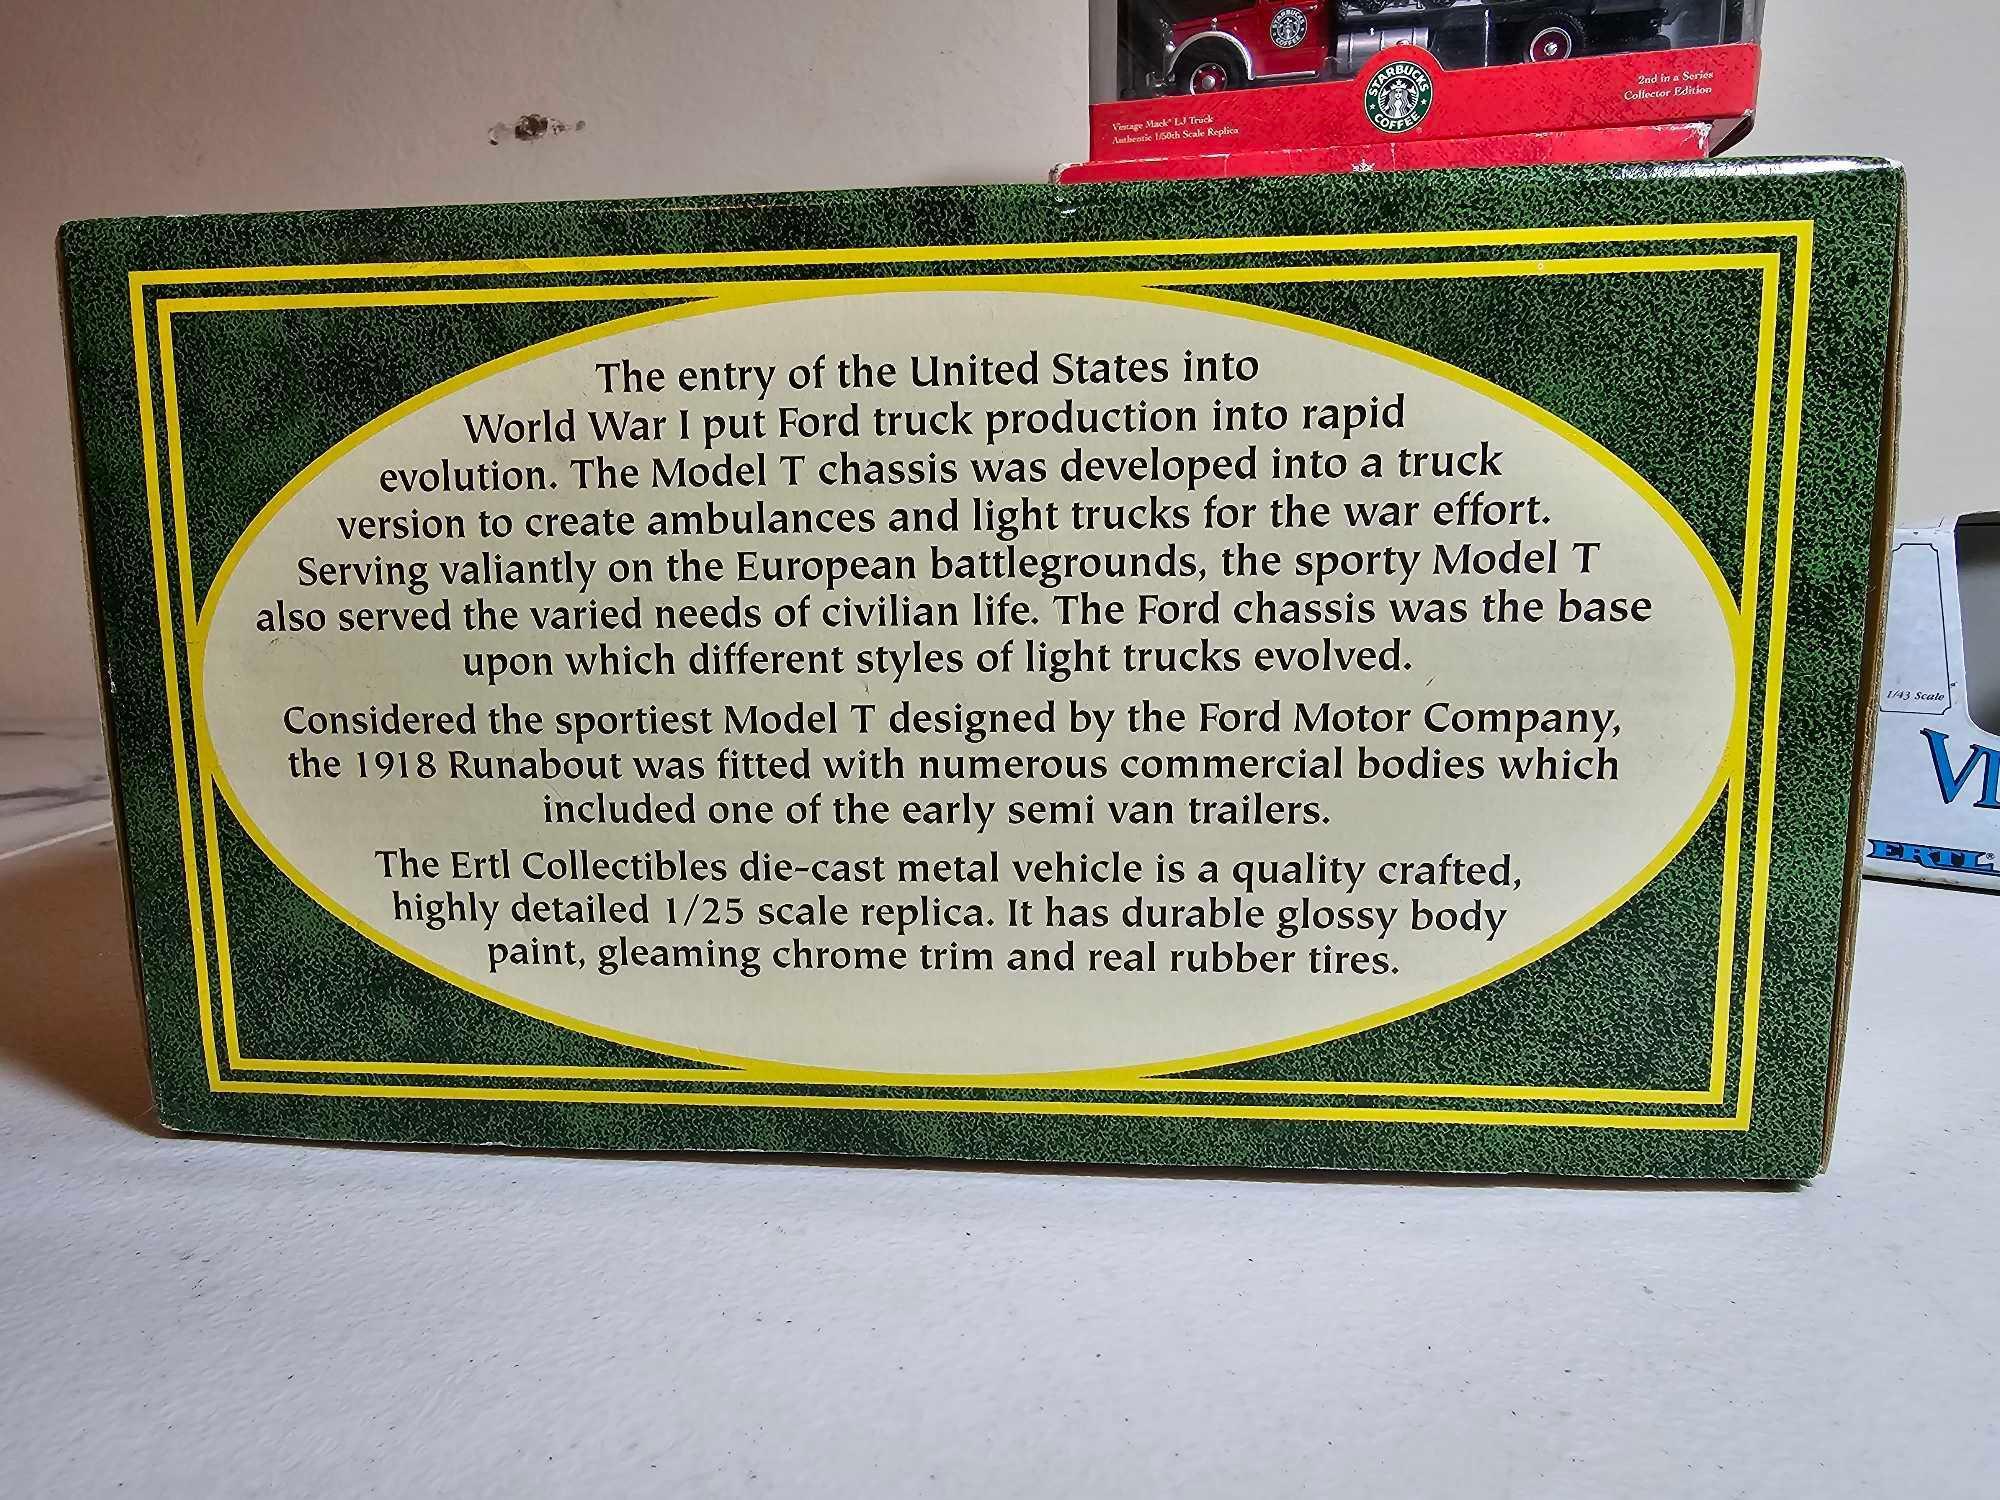 STARBUCKS
COFFEE
STARBUCKS
COFFEE
2nd in a Series
Collector Edition
Vintage Mack® LJ Truck
Authentic 1/50th Scale Replica
The entry of the United States into
World War I put Ford truck production into rapid
evolution. The Model T chassis was developed into a truck
version to create ambulances and light trucks for the war effort.
Serving valiantly on the European battlegrounds, the sporty Model T
also served the varied needs of civilian life. The Ford chassis was the base
upon which different styles of light trucks evolved.
Considered the sportiest Model T designed by the Ford Motor Company,
the 1918 Runabout was fitted with numerous commercial bodies which
included one of the early semi van trailers.
The Ertl Collectibles die-cast metal vehicle is a quality crafted,
highly detailed 1/25 scale replica. It has durable glossy body
paint, gleaming chrome trim and real rubber tires.
1/43 Scale
ERTL®